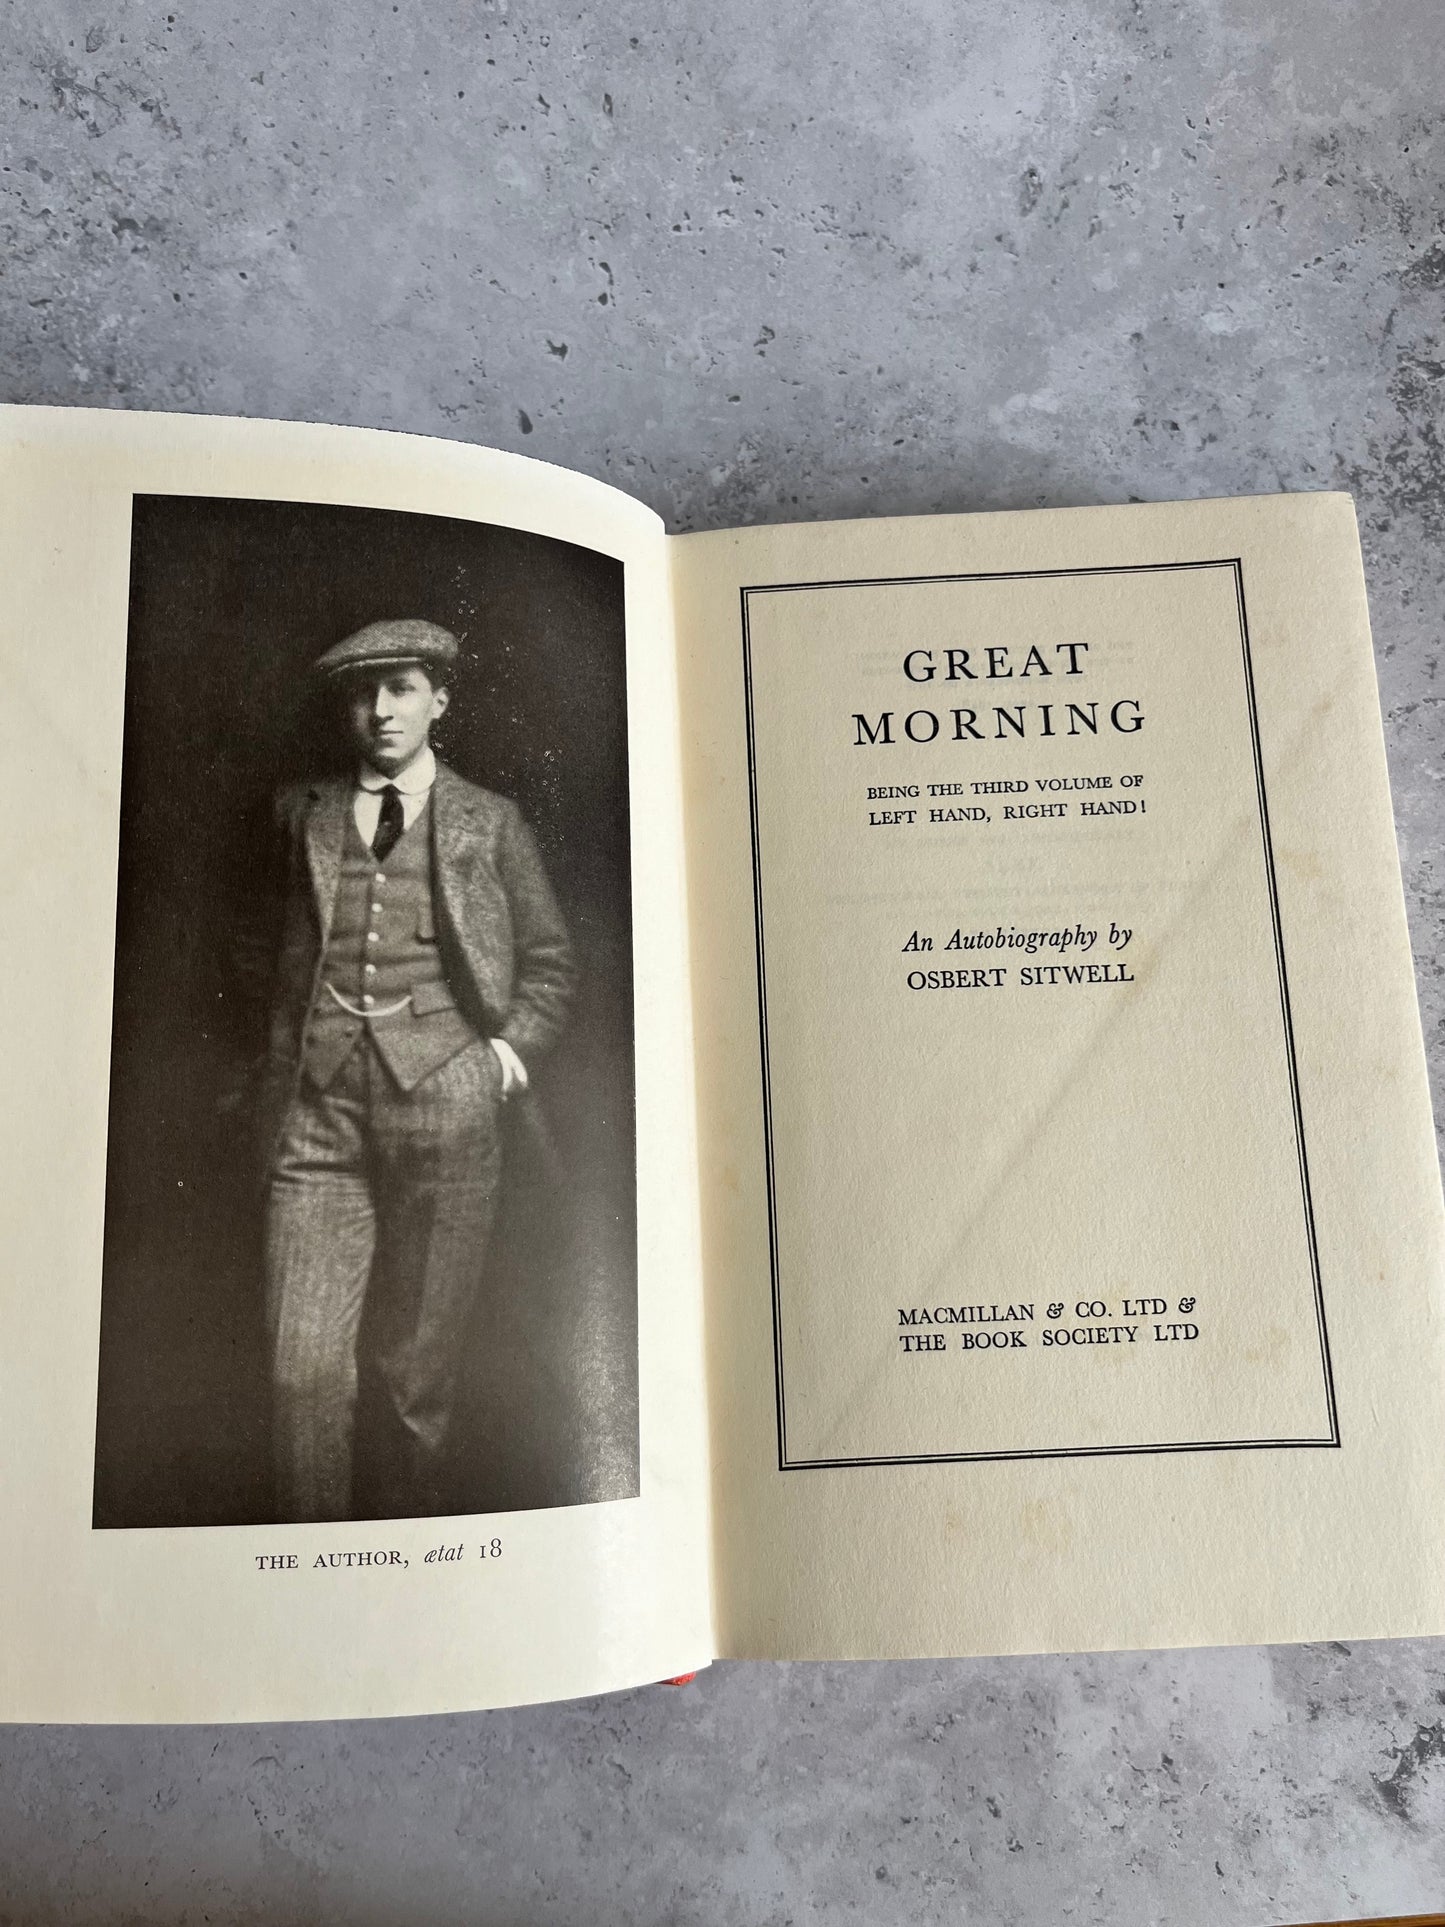 THE AUTHOR, ætat 18
GREAT
MORNING
BEING THE THIRD VOLUME OF
LEFT HAND, RIGHT HAND!
An Autobiography by
OSBERT SITWELL
MACMILLAN & CO. LTD &
THE BOOK SOCIETY LTD